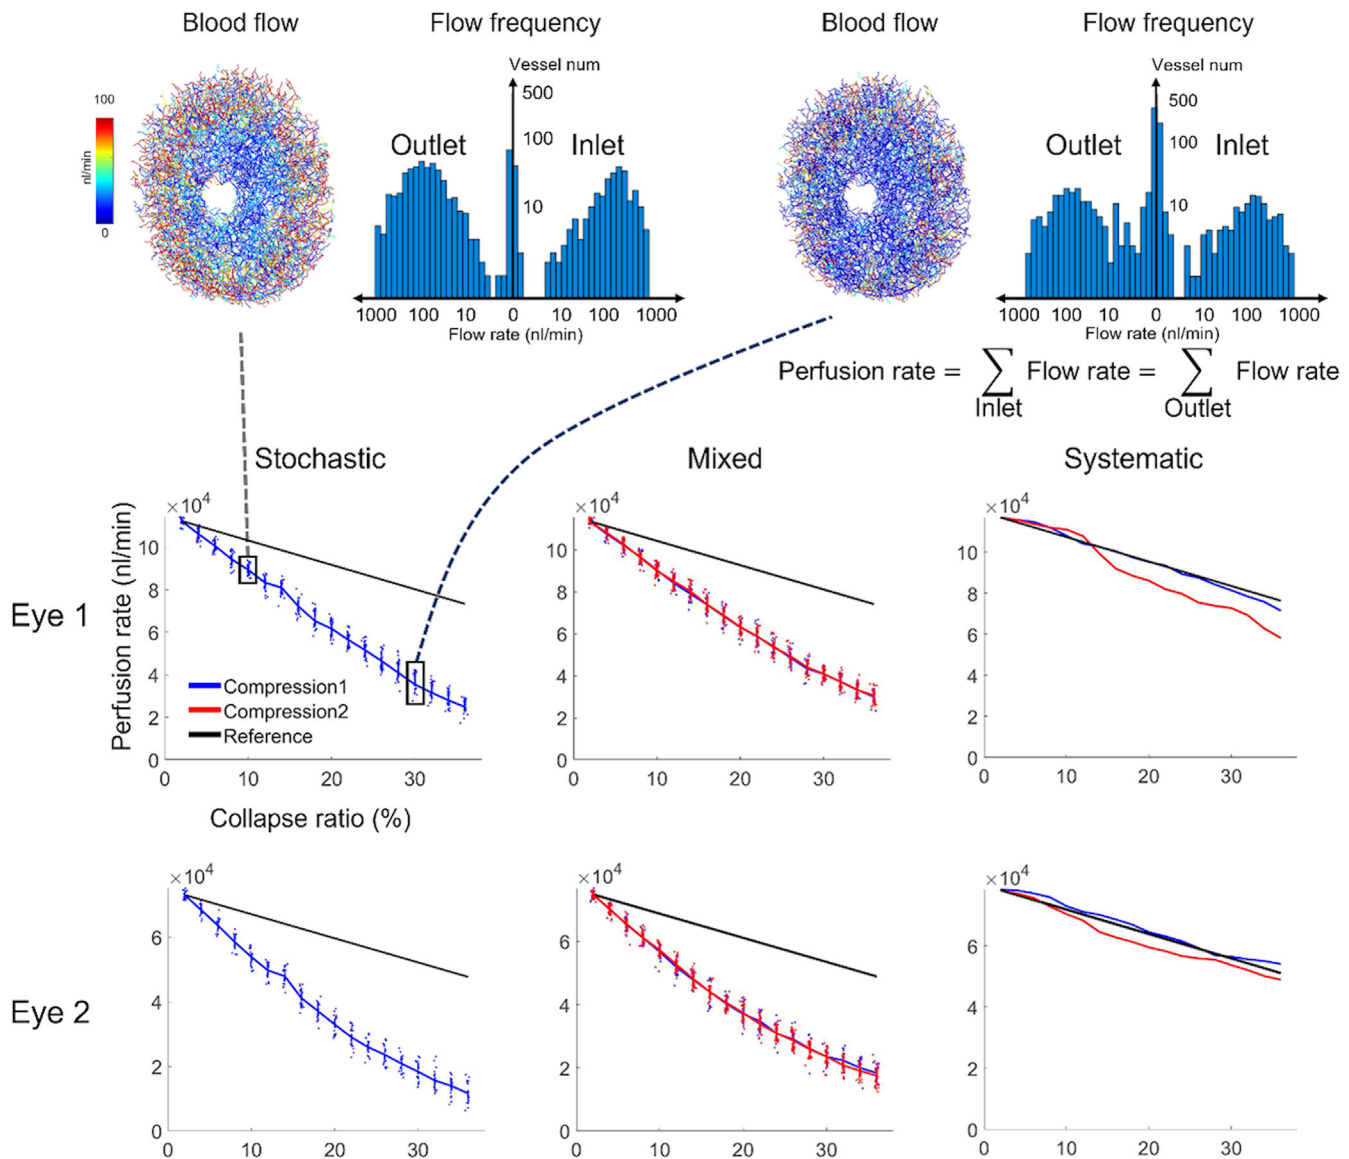 Blood flow
Flow frequency
Blood flow
Flow frequency
100
nl/min
0
Vessel num
500
100
10
Outlet
Inlet
1000 100 10 0 10 100 1000
Flow rate (nl/min)
Vessel num
500
100
10
Outlet
Inlet
1000 100 10 0 10 100 1000
Flow rate (nl/min)
Perfusion rate = ∑ Flow rate = ∑ Flow rate
Inlet Outlet
Stochastic
Mixed
Systematic
Eye 1
Perfusion rate (nl/min)
×10⁴
10
8
6
4
2
0
Compression1
Compression2
Reference
0 10 20 30
Collapse ratio (%)
×10⁴
10
8
6
4
2
0
0 10 20 30
×10⁴
10
8
6
4
2
0
0 10 20 30
Eye 2
×10⁴
6
4
2
0
0 10 20 30
×10⁴
6
4
2
0
0 10 20 30
×10⁴
6
4
2
0
0 10 20 30